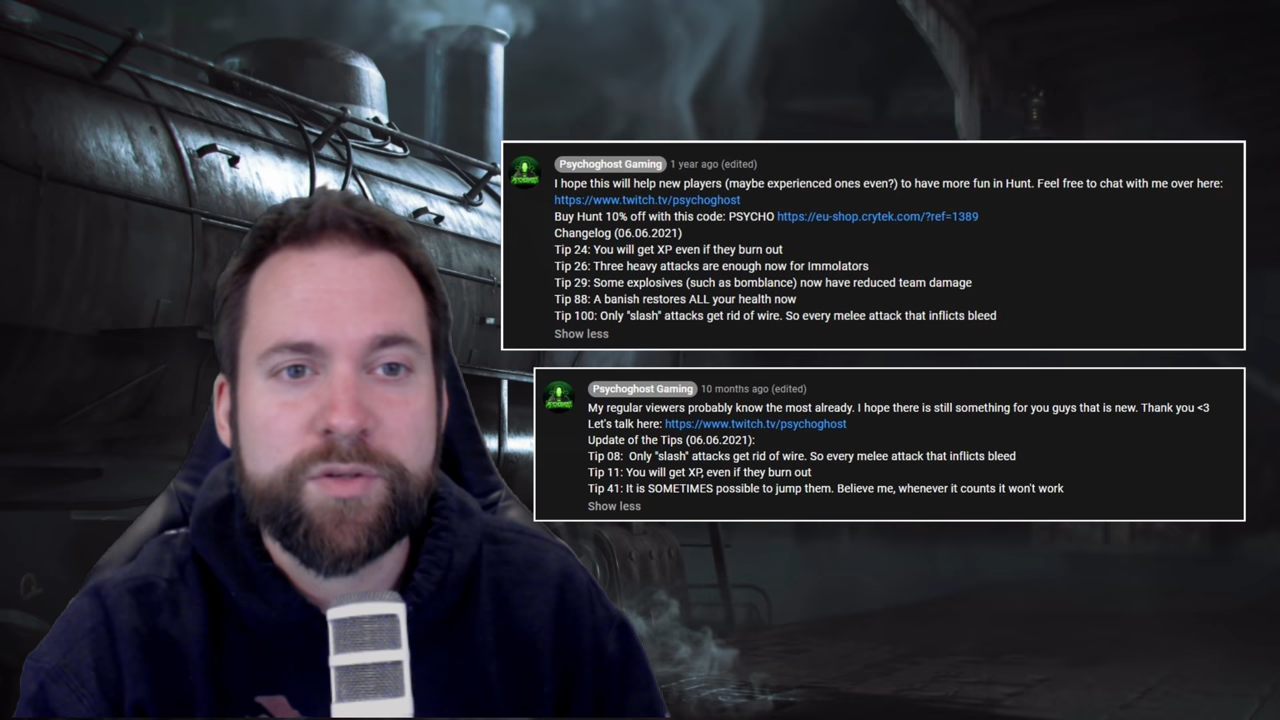 Psychoghost Gaming 1 year ago (edited)
I hope this will help new players (maybe experienced ones even?) to have more fun in Hunt. Feel free to chat with me over here:
https://www.twitch.tv/psychoghost
Buy Hunt 10% off with this code: PSYCHO https://eu-shop.crytek.com/?ref=1389
Changelog (06.06.2021)
Tip 24: You will get XP even if they burn out
Tip 26: Three heavy attacks are enough now for Immolators
Tip 29: Some explosives (such as bomblance) now have reduced team damage
Tip 88: A banish restores ALL your health now
Tip 100: Only "slash" attacks get rid of wire. So every melee attack that inflicts bleed
Show less
Psychoghost Gaming 10 months ago (edited)
My regular viewers probably know the most already. I hope there is still something for you guys that is new. Thank you <3
Let's talk here: https://www.twitch.tv/psychoghost
Update of the Tips (06.06.2021):
Tip 08:  Only "slash" attacks get rid of wire. So every melee attack that inflicts bleed
Tip 11: You will get XP, even if they burn out
Tip 41: It is SOMETIMES possible to jump them. Believe me, whenever it counts it won't work
Show less